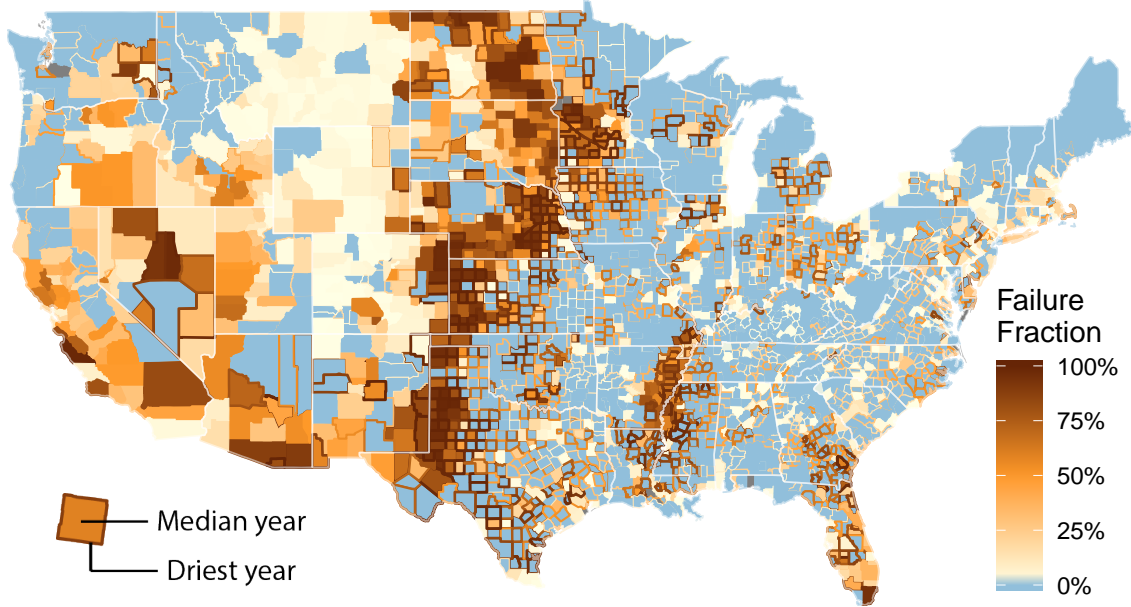 Failure
Fraction
100%
75%
50%
25%
0%
Median year
Driest year